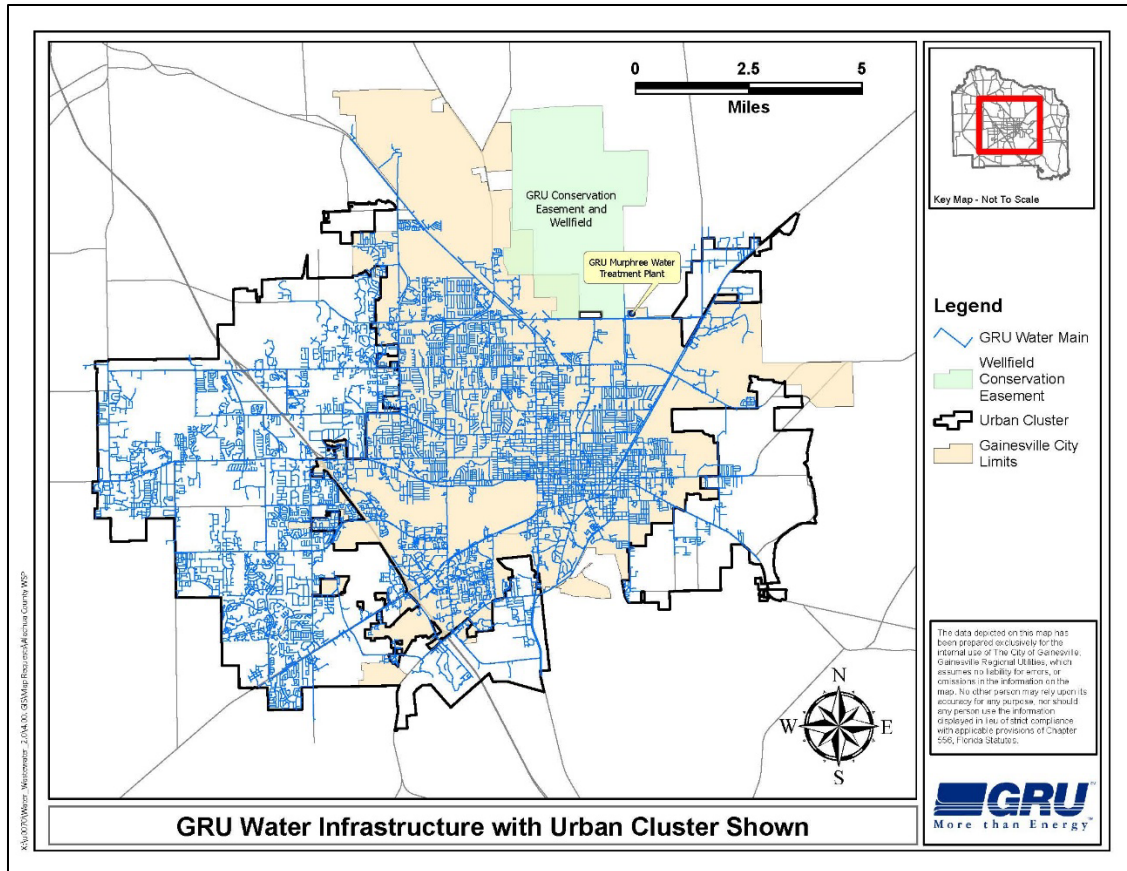 0 2.5 5
Miles
GRU Conservation
Easement and
Wellfield
GRU Murphree Water
Treatment Plant
N
W E
S
GRU Water Infrastructure with Urban Cluster Shown
Key Map - Not To Scale
Legend
GRU Water Main
Wellfield
Conservation
Easement
Urban Cluster
Gainesville City
Limits
The data depicted on this map has
been prepared exclusively for the
internal use of The City of Gainesville,
Gainesville Regional Utilities, which
assumes no liability for errors, or
omissions in the information on the
map. No other person may rely upon its
accuracy for any purpose, nor should
any person use the information
displayed in lieu of strict compliance
with applicable provisions of Chapter
556, Florida Statutes.
GRU™
More than Energy™